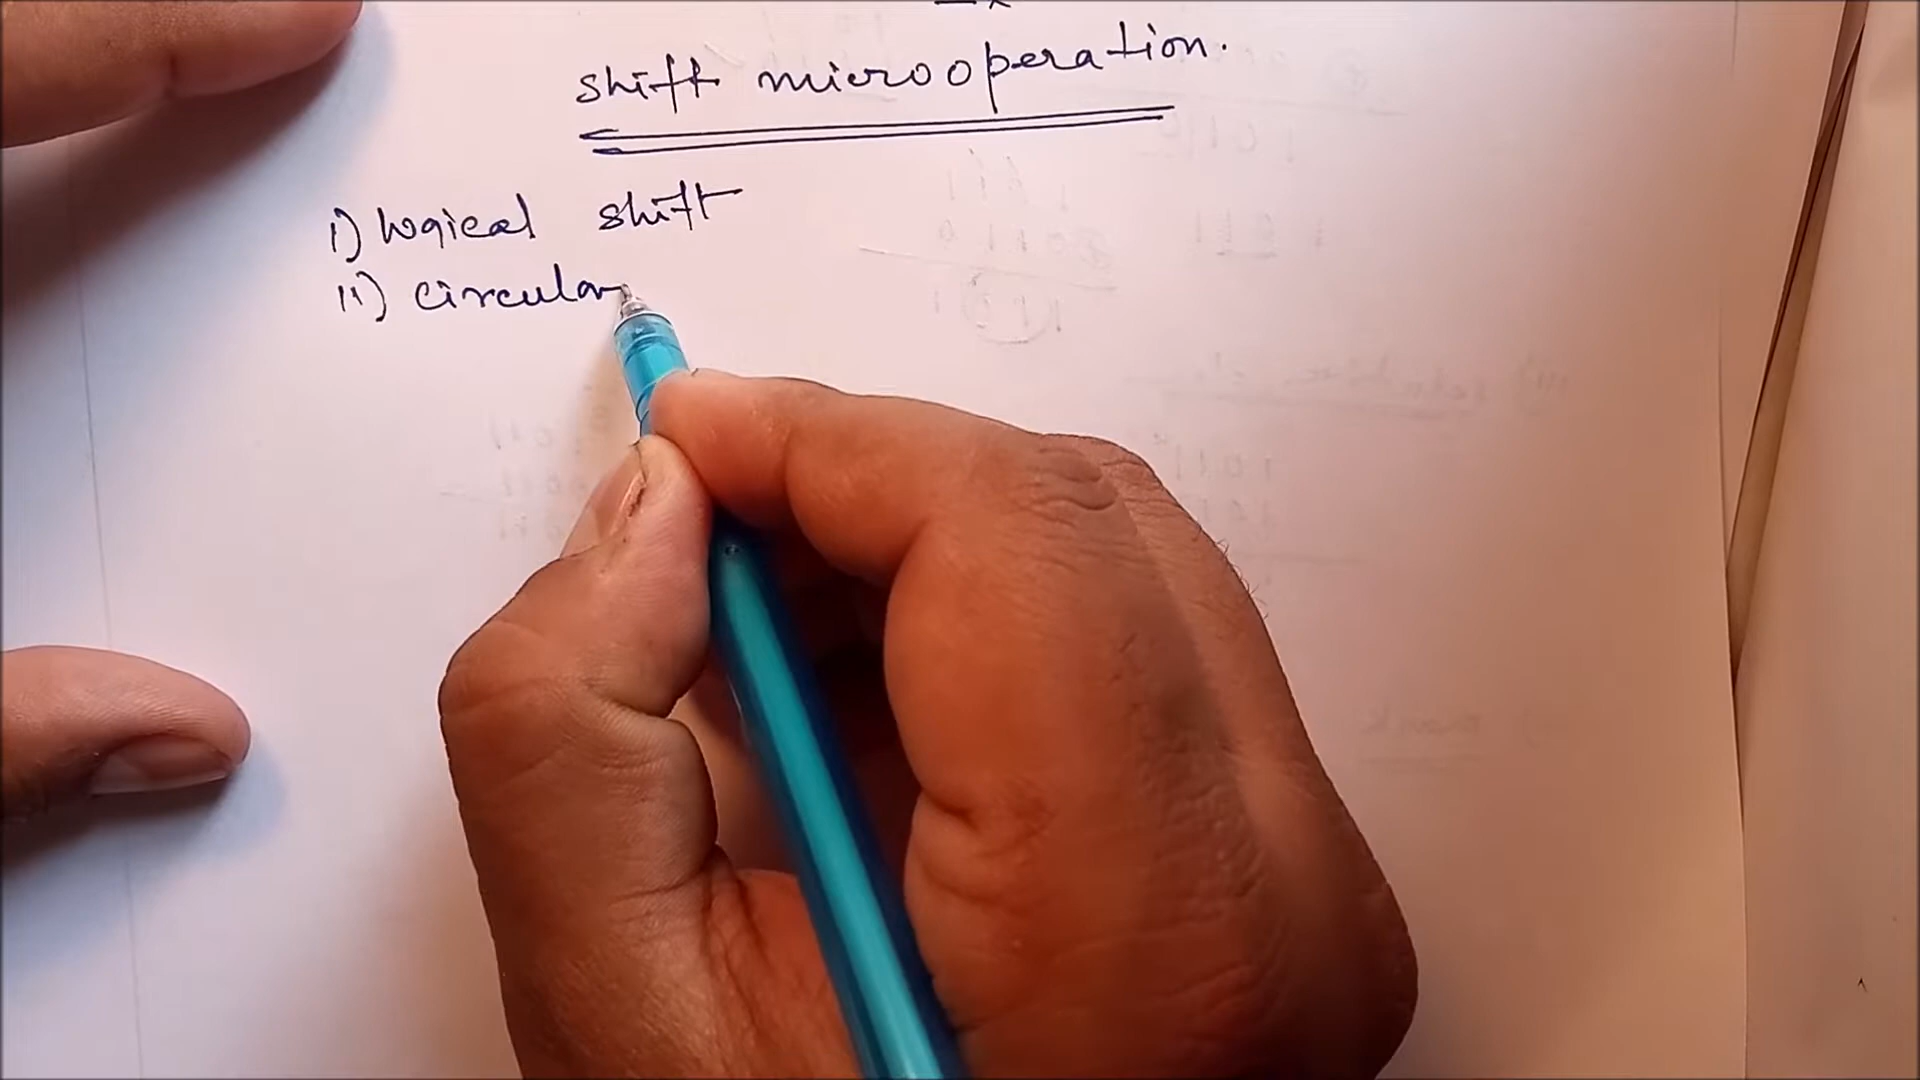 shift microoperation.
i) Logical shift
ii) circular